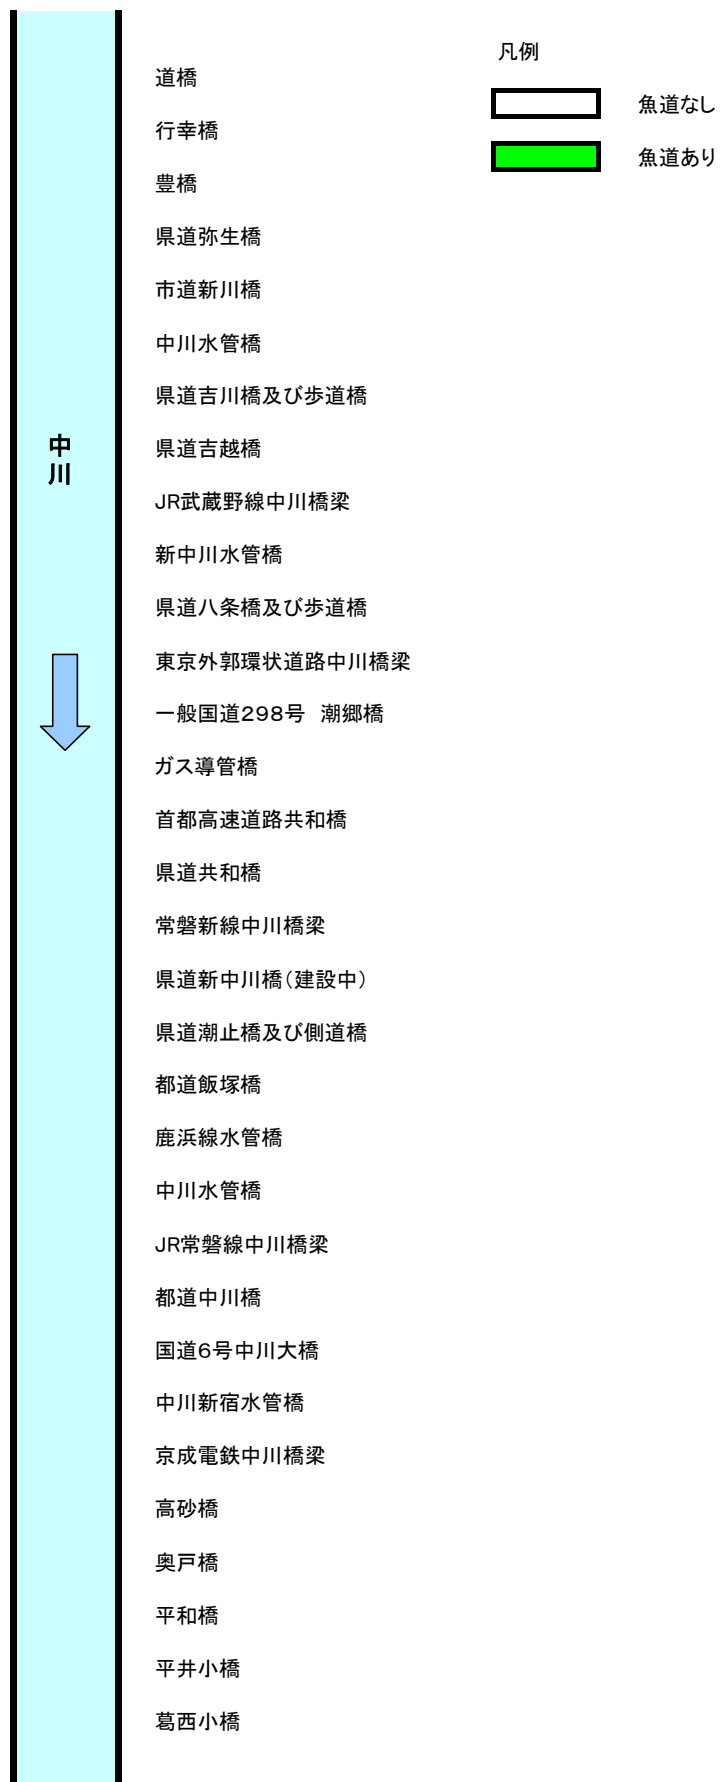 凡例
魚道なし
魚道あり
中川
道橋
行幸橋
豊橋
県道弥生橋
市道新川橋
中川水管橋
県道吉川橋及び歩道橋
県道吉越橋
JR武蔵野線中川橋梁
新中川水管橋
県道八条橋及び歩道橋
東京外郭環状道路中川橋梁
一般国道298号　潮郷橋
ガス導管橋
首都高速道路共和橋
県道共和橋
常磐新線中川橋梁
県道新中川橋（建設中）
県道潮止橋及び側道橋
都道飯塚橋
鹿浜線水管橋
中川水管橋
JR常磐線中川橋梁
都道中川橋
国道6号中川大橋
中川新宿水管橋
京成電鉄中川橋梁
高砂橋
奥戸橋
平和橋
平井小橋
葛西小橋